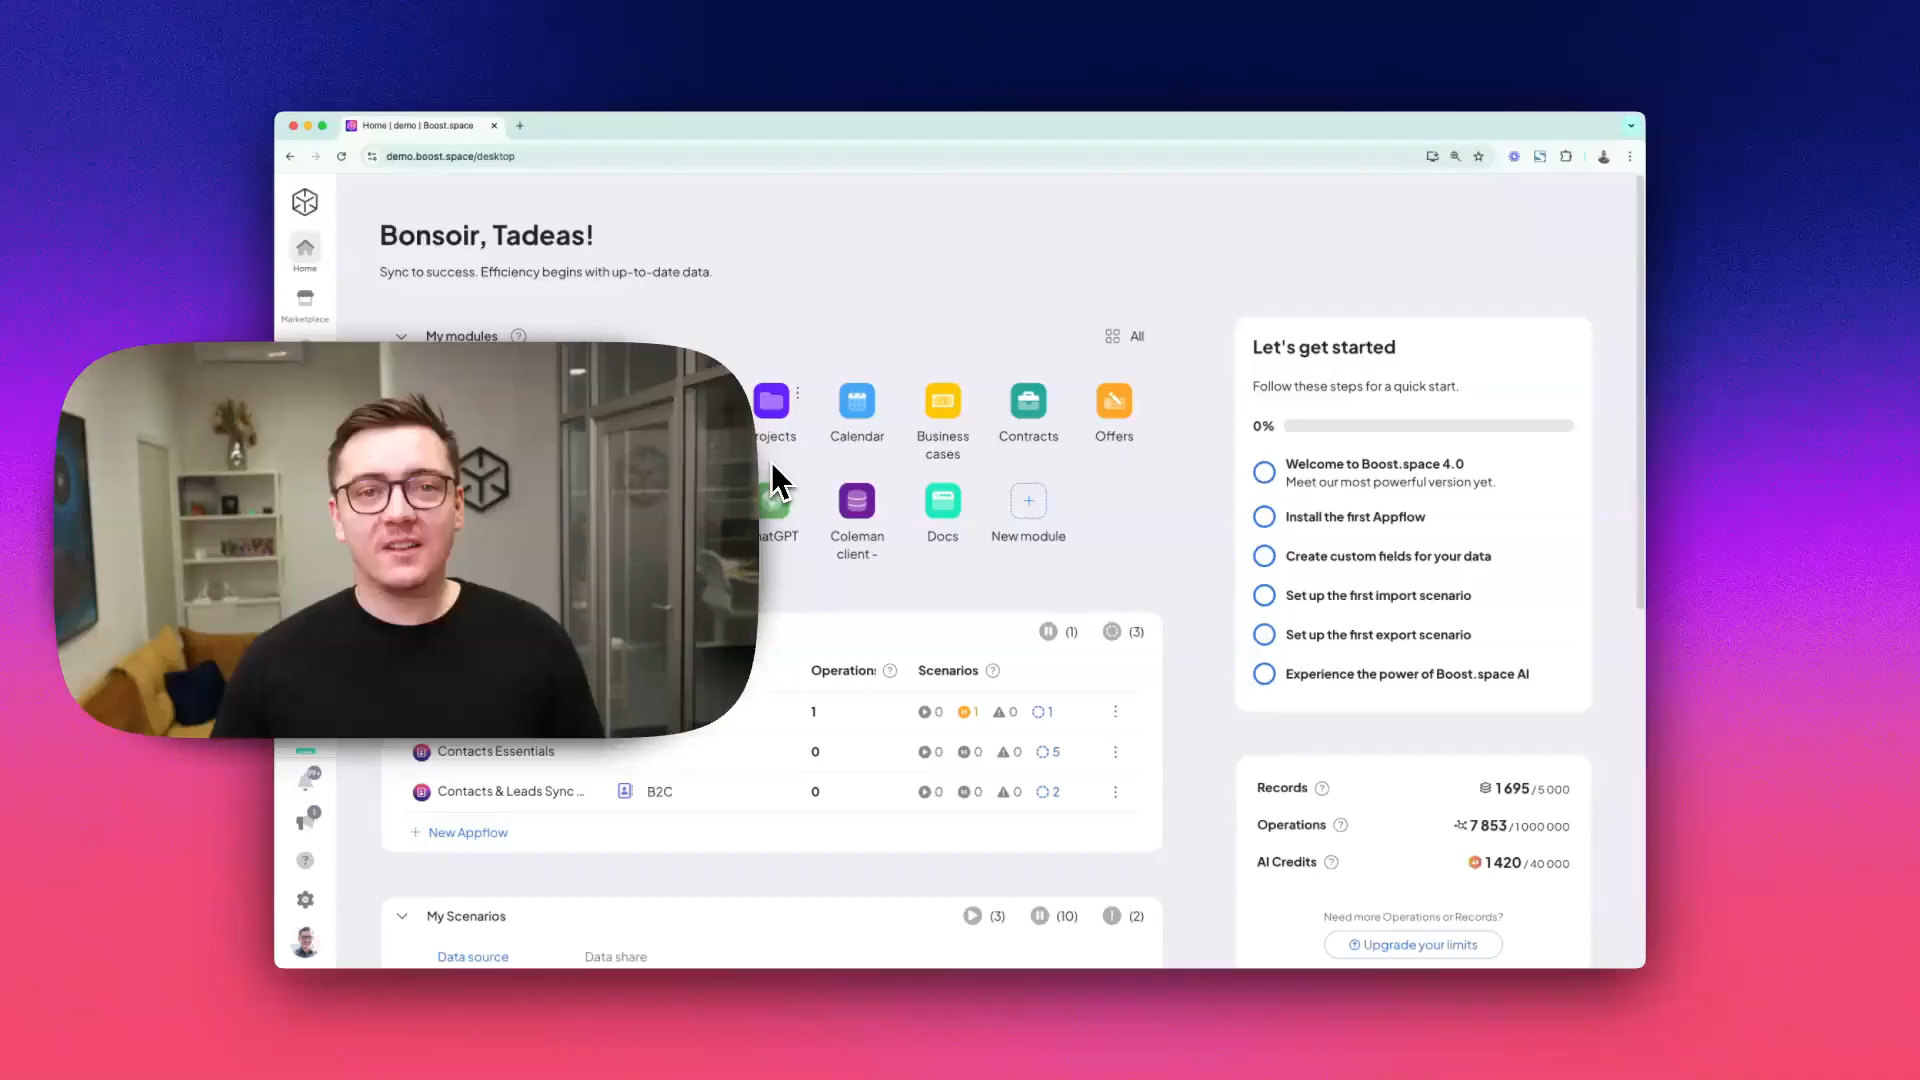 Home | demo | Boost.space
demo.boost.space/desktop
Home
Marketplace
Bonsoir, Tadeas!
Sync to success. Efficiency begins with up-to-date data.
My modules
All
rojects
Calendar
Business
cases
Contracts
Offers
hatGPT
Coleman
client -
Docs
New module
(1)
(3)
Operation:
Scenarios
1
0
1
0
1
Contacts Essentials
0
0
0
0
5
Contacts & Leads Sync ...
B2C
0
0
0
0
2
+ New Appflow
My Scenarios
(3)
(10)
(2)
Data source
Data share
99+
1
Let's get started
Follow these steps for a quick start.
0%
Welcome to Boost.space 4.0
Meet our most powerful version yet.
Install the first Appflow
Create custom fields for your data
Set up the first import scenario
Set up the first export scenario
Experience the power of Boost.space AI
Records
1 695 / 5 000
Operations
7 853 / 1 000 000
AI Credits
1 420 / 40 000
Need more Operations or Records?
Upgrade your limits